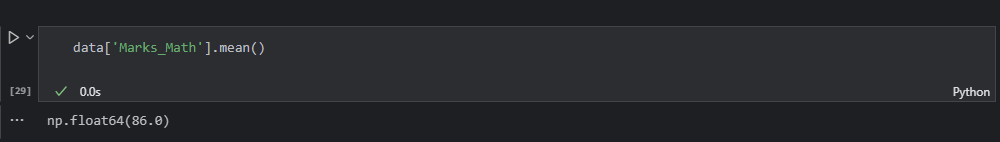 data['Marks_Math'].mean()
[29]
0.0s
Python
np.float64(86.0)